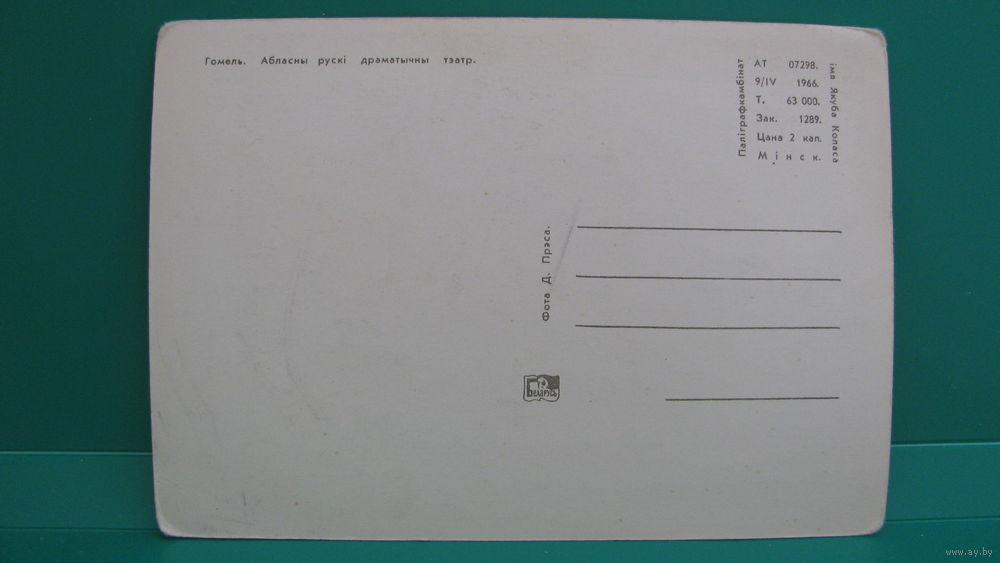 Гомель. Абласны рускі драматычны тэатр.
Паліграфкамбінат
АТ 07298.
9/IV 1966.
Т. 63 000.
Зак. 1289.
Цана 2 кап.
Мінск.
імя Якуба Коласа
Фота Д. Прэса.
Беларусь
www.ay.by